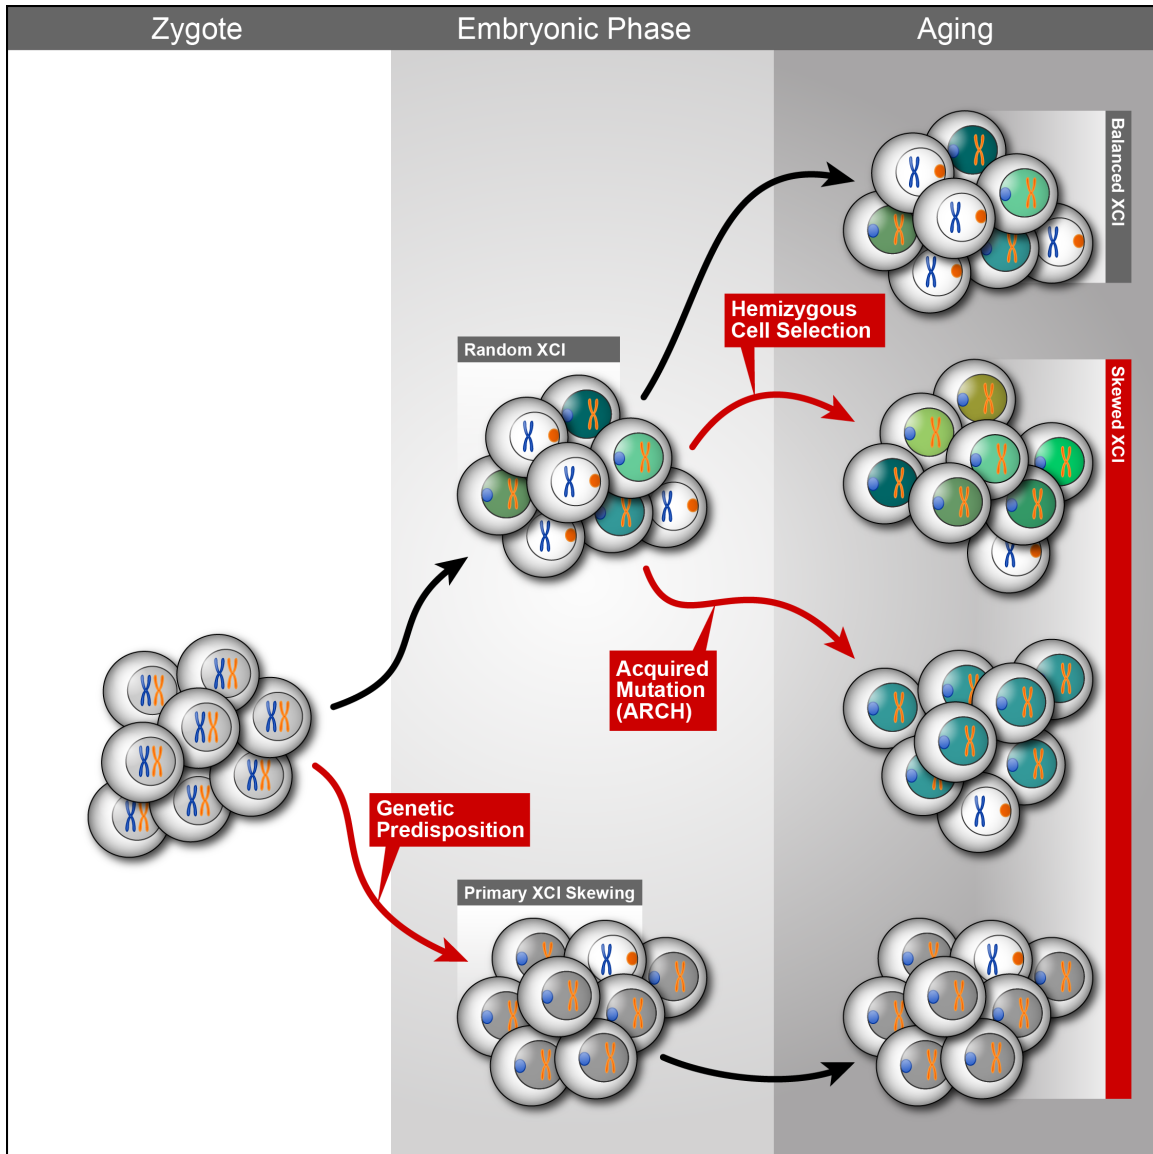 Zygote
Embryonic Phase
Aging
Balanced XCI
Hemizygous
Cell Selection
Random XCI
Skewed XCI
Acquired
Mutation
(ARCH)
Genetic
Predisposition
Primary XCI Skewing